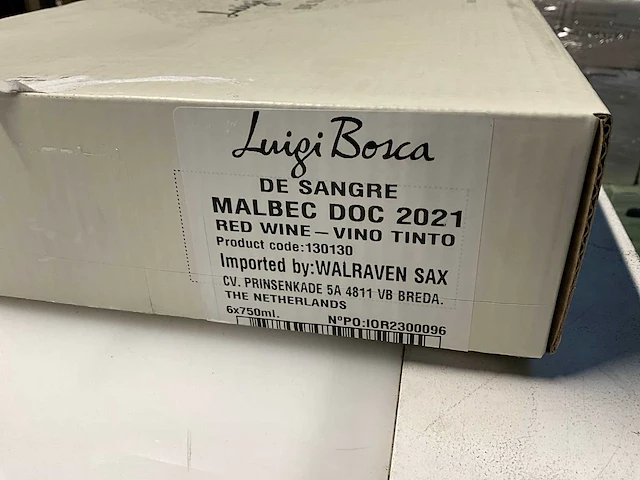 Luigi Bosca
DE SANGRE
MALBEC DOC 2021
RED WINE – VINO TINTO
Product code:130130
Imported by:WALRAVEN SAX
CV. PRINSENKADE 5A 4811 VB BREDA.
THE NETHERLANDS
6x750ml. NºPO:IOR2300096